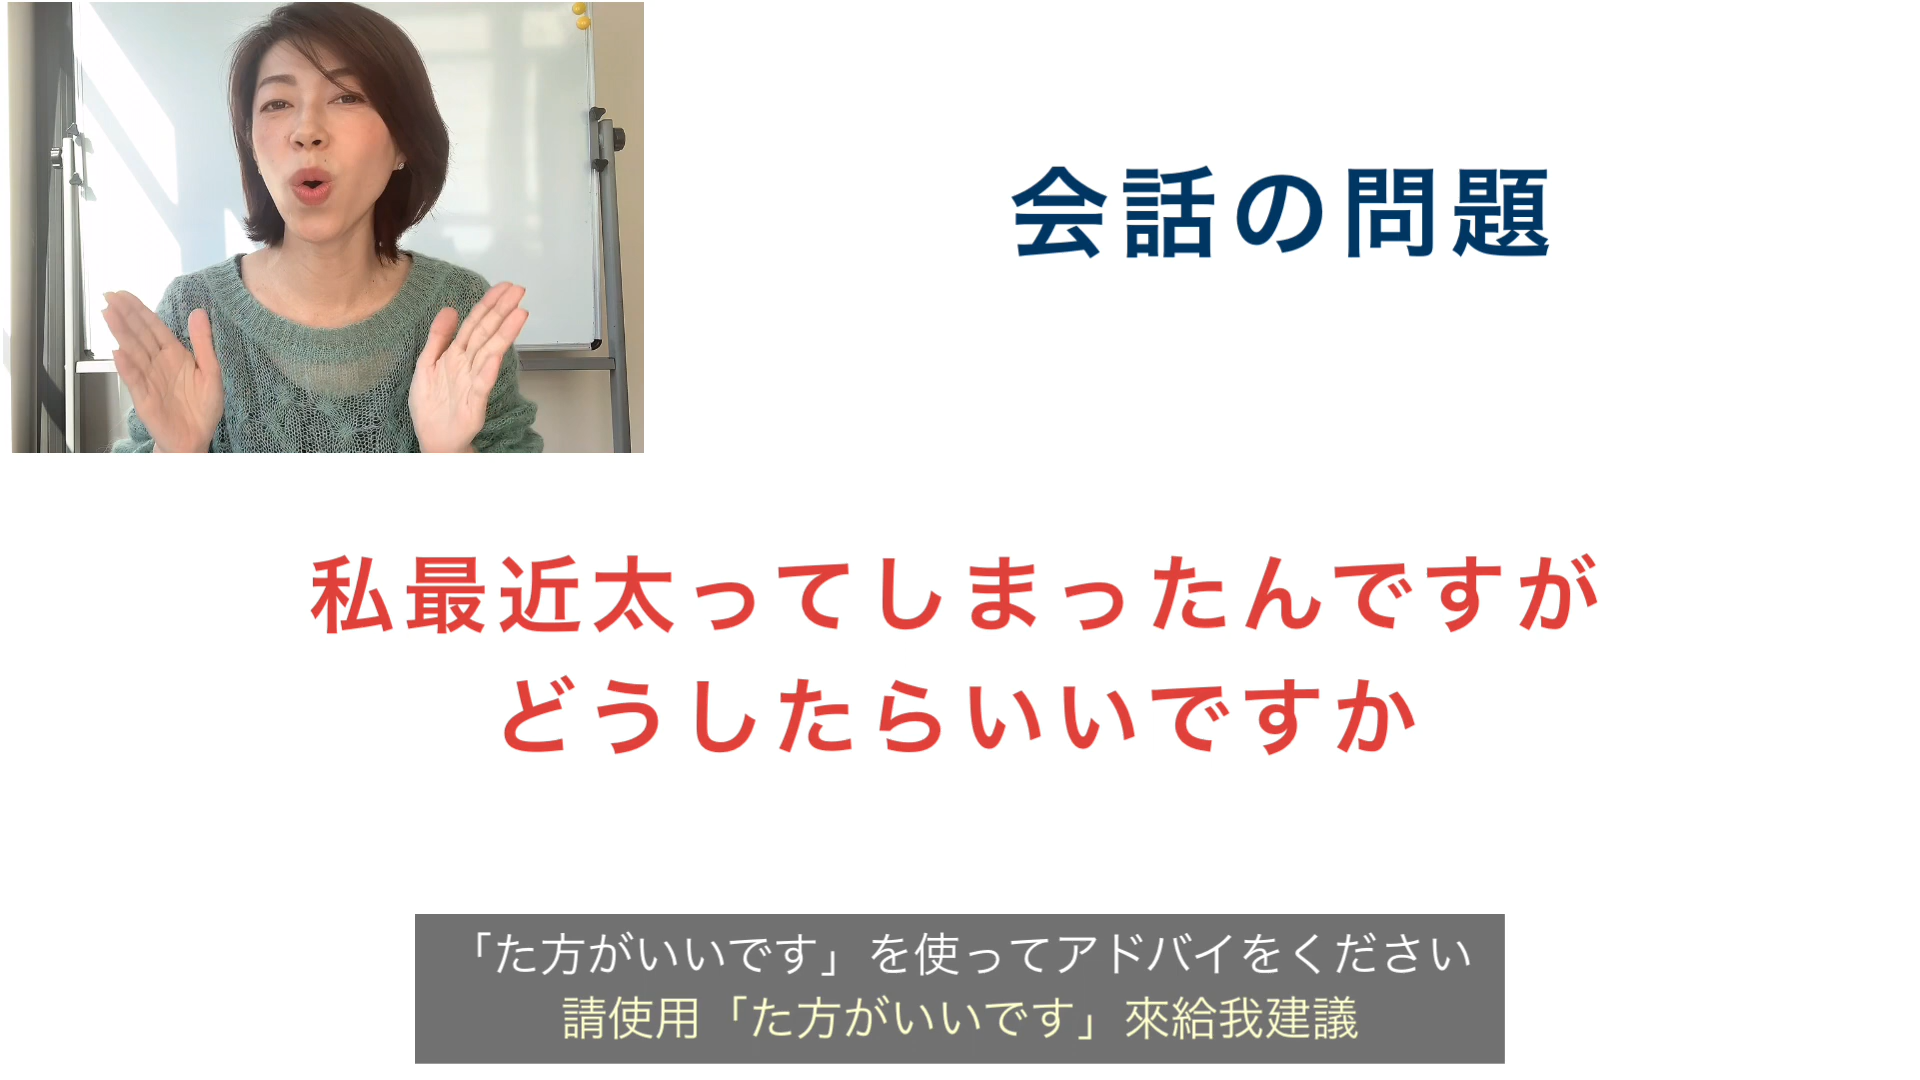 会話の問題
私最近太ってしまったんですが
どうしたらいいですか
「た方がいいです」を使ってアドバイをください
請使用「た方がいいです」來給我建議